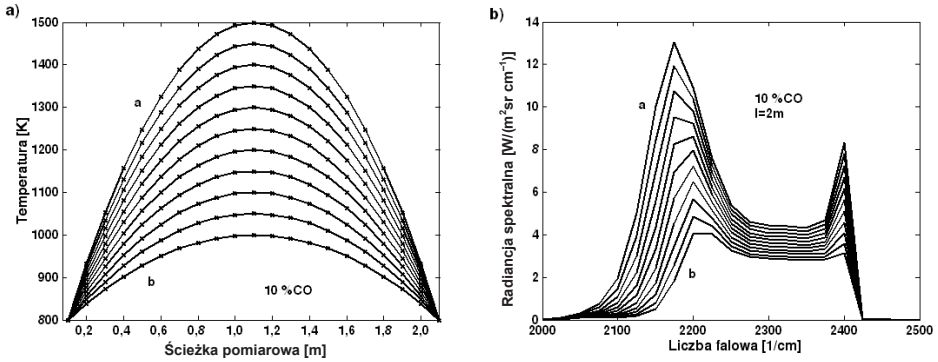 a)
1500
1400
1300
1200
1100
1000
900
800
Temperatura [K]
a
b
10 %CO
0,2 0,4 0,6 0,8 1,0 1,2 1,4 1,6 1,8 2,0
Ścieżka pomiarowa [m]
b)
14
12
10
8
6
4
2
0
Radiancja spektralna [W/(m²sr cm⁻¹)]
a
b
10 %CO
l=2m
2000 2100 2200 2300 2400 2500
Liczba falowa [1/cm]